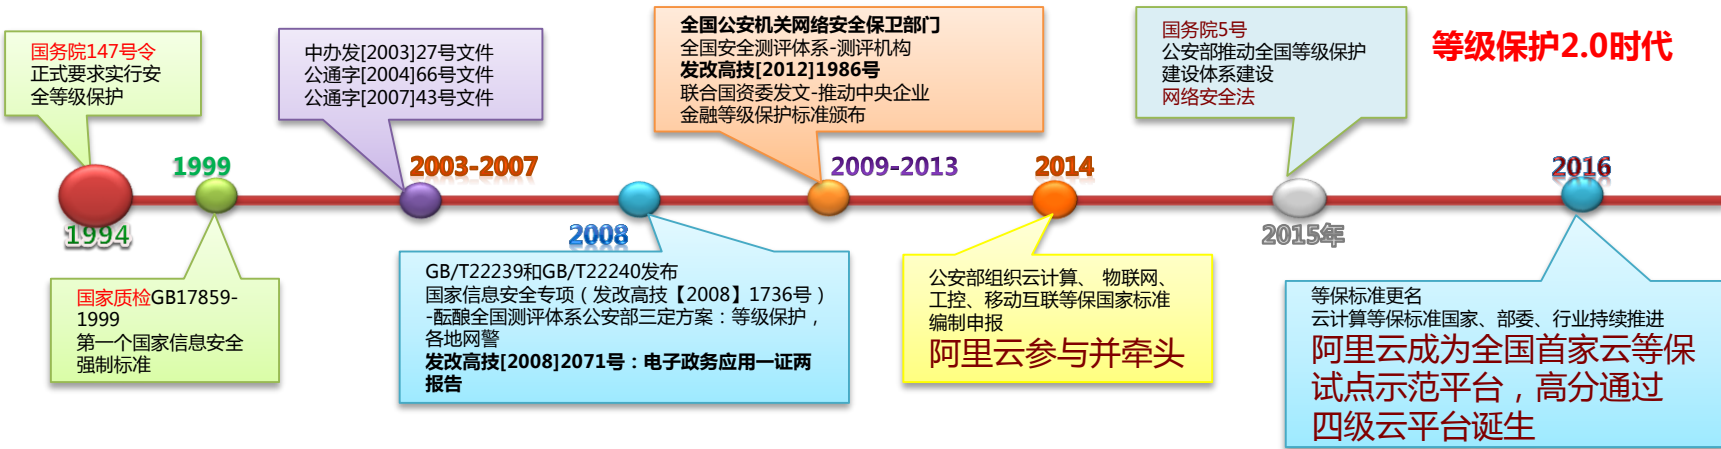 国务院147号令
正式要求实行安
全等级保护
1994
1999
国家质检GB17859-
1999
第一个国家信息安全
强制标准
中办发[2003]27号文件
公通字[2004]66号文件
公通字[2007]43号文件
2003-2007
2008
GB/T22239和GB/T22240发布
国家信息安全专项（发改高技【2008】1736号）
-酝酿全国测评体系公安部三定方案：等级保护，
各地网警
发改高技[2008]2071号：电子政务应用一证两
报告
全国公安机关网络安全保卫部门
全国安全测评体系-测评机构
发改高技[2012]1986号
联合国资委发文-推动中央企业
金融等级保护标准颁布
2009-2013
2014
公安部组织云计算、 物联网、
工控、移动互联等保国家标准
编制申报
阿里云参与并牵头
国务院5号
公安部推动全国等级保护
建设体系建设
网络安全法
2015年
等级保护2.0时代
2016
等保标准更名
云计算等保标准国家、部委、行业持续推进
阿里云成为全国首家云等保
试点示范平台，高分通过
四级云平台诞生